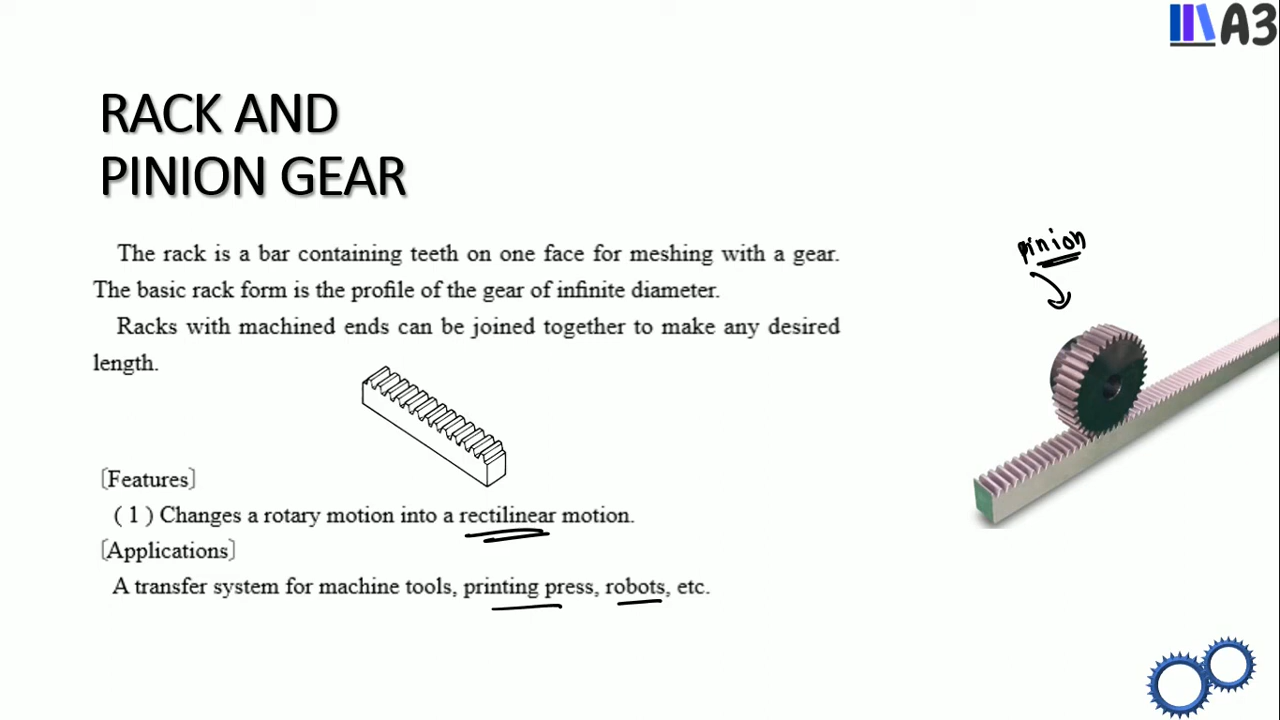 A3
RACK AND
PINION GEAR
The rack is a bar containing teeth on one face for meshing with a gear.
The basic rack form is the profile of the gear of infinite diameter.
Racks with machined ends can be joined together to make any desired
length.
pinion
〔Features〕
( 1 ) Changes a rotary motion into a rectilinear motion.
〔Applications〕
A transfer system for machine tools, printing press, robots, etc.